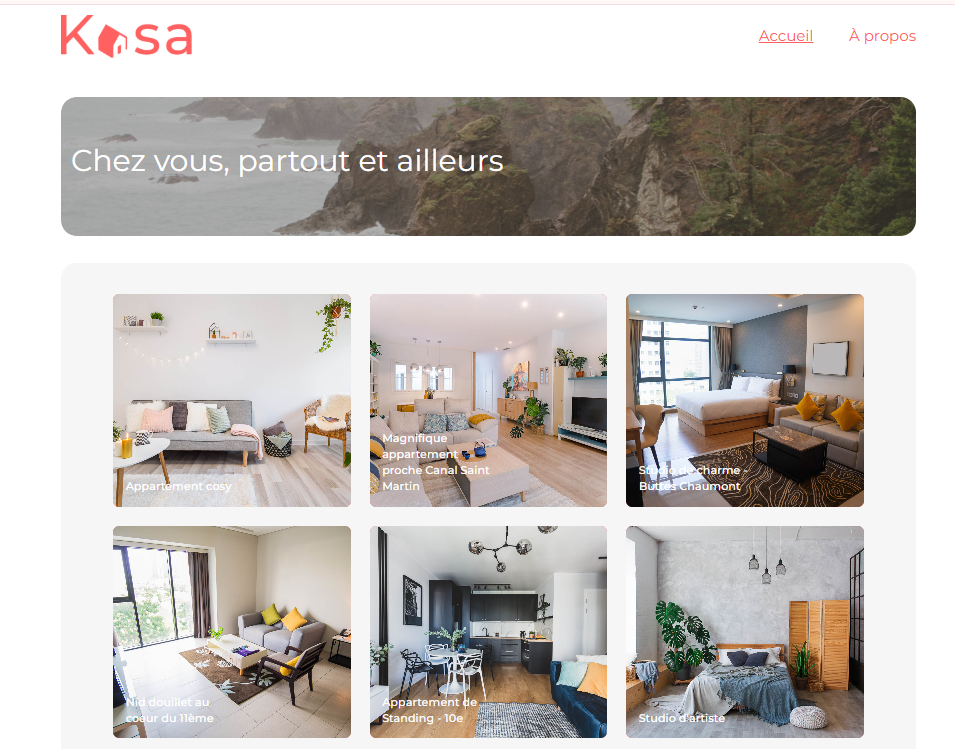 Kasa
Accueil
À propos
Chez vous, partout et ailleurs
Appartement cosy
Magnifique
appartement
proche Canal Saint
Martin
Studio de charme -
Buttes Chaumont
Nid douillet au
coeur du 11ème
Appartement de
Standing - 10e
Studio d'artiste